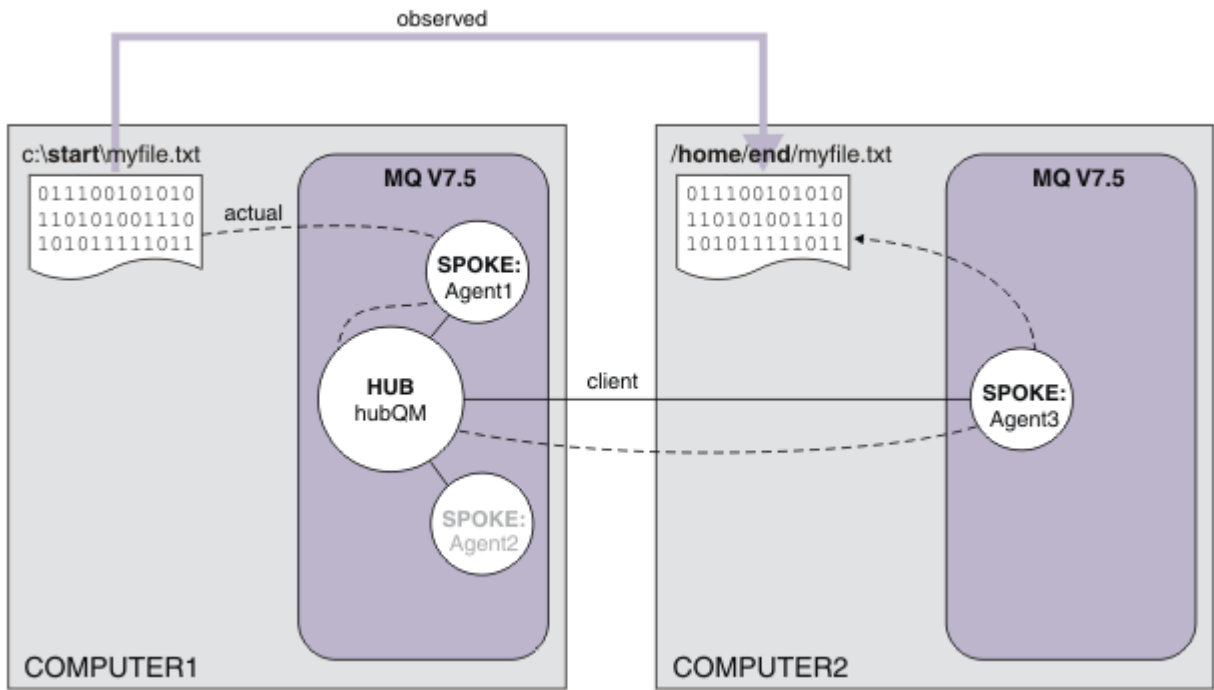 observed
c:\start\myfile.txt
011100101010
110101001110
101011111011
actual
MQ V7.5
SPOKE:
Agent1
HUB
hubQM
SPOKE:
Agent2
COMPUTER1
client
/home/end/myfile.txt
011100101010
110101001110
101011111011
MQ V7.5
SPOKE:
Agent3
COMPUTER2